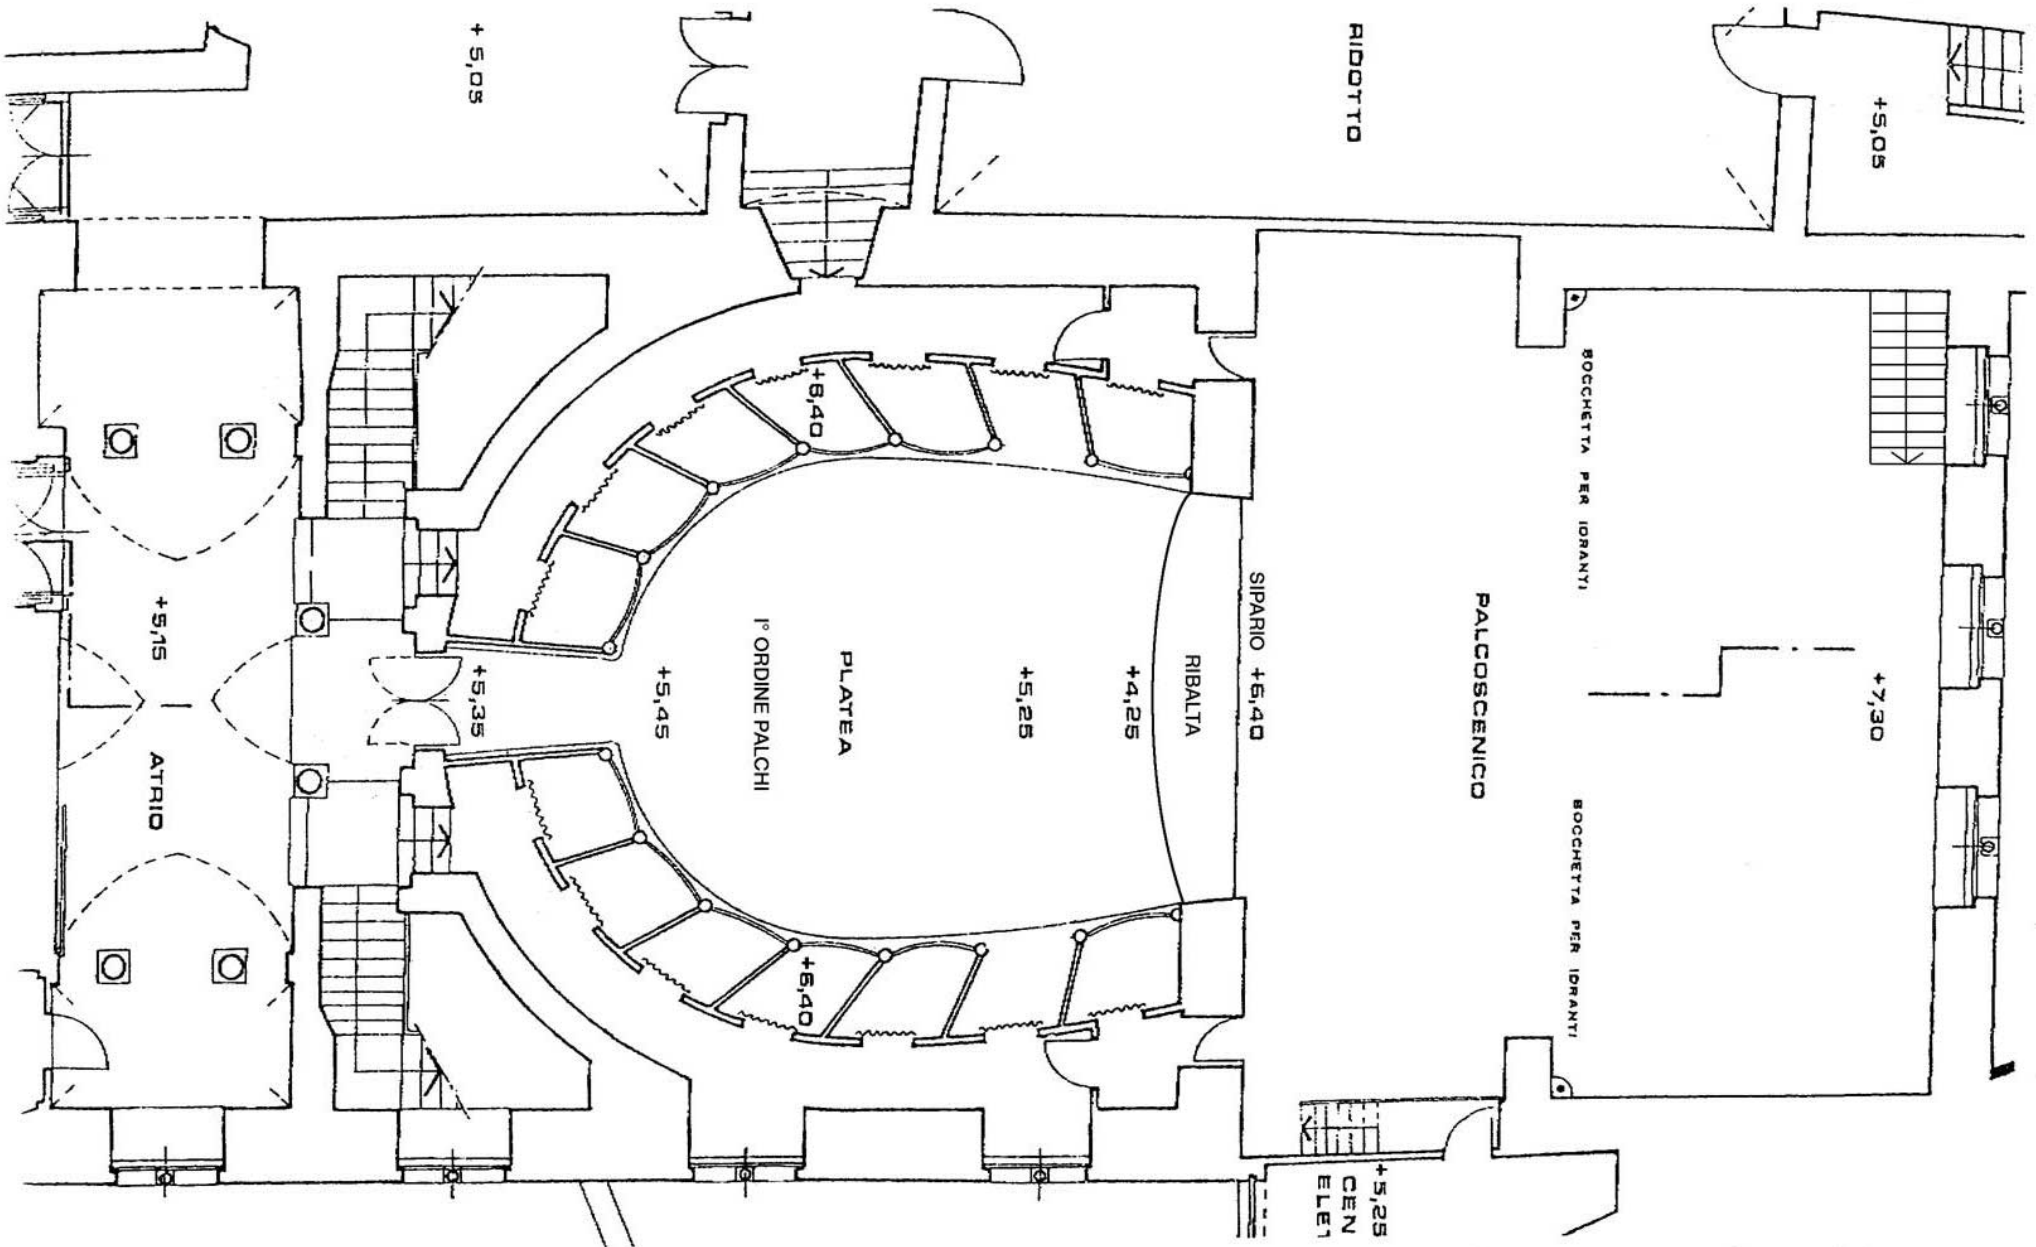 +5,05
RIDOTTO
+5,05
+6,40
BOCCHETTA PER IDRANTI
+5,15
ATRIO
+5,35
+5,45
I° ORDINE PALCHI
PLATEA
+5,25
+4,25
RIBALTA
SIPARIO +6,40
PALCOSCENICO
+7,30
BOCCHETTA PER IDRANTI
+6,40
+5,25
CEN
ELET